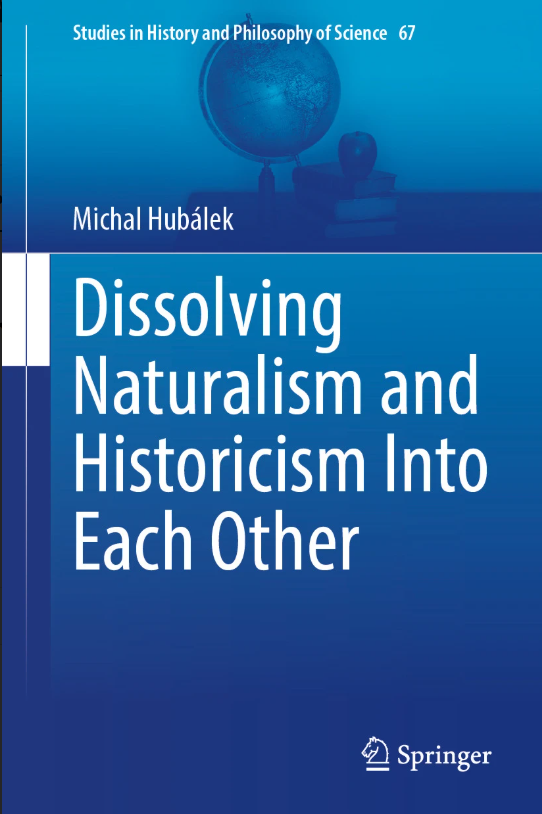 Studies in History and Philosophy of Science 67
Michal Hubálek
Dissolving
Naturalism and
Historicism Into
Each Other
Springer